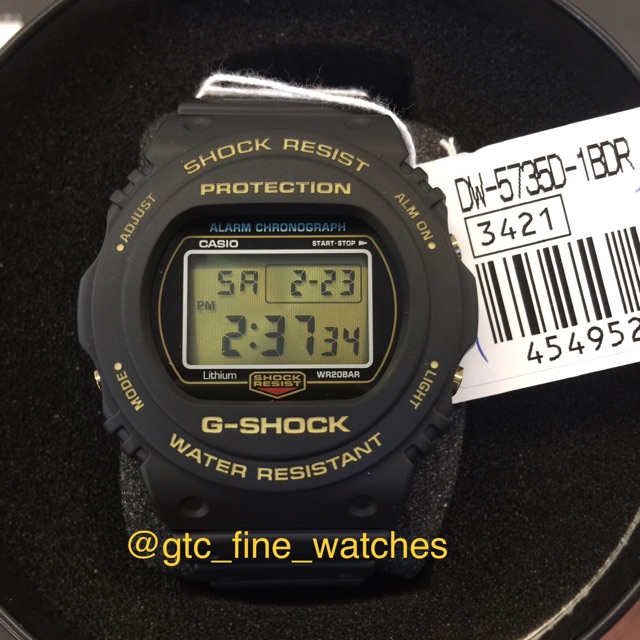 SHOCK RESIST
PROTECTION
•ADJUST
ALM ON•
ALARM CHRONOGRAPH
CASIO
START·STOP ▶
SA 2-23
PM
2:37 34
Lithium
SHOCK RESIST
WR20BAR
MODE•
LIGHT•
G-SHOCK
WATER RESISTANT
DW-5735D-1BDR
3421
454952
@gtc_fine_watches